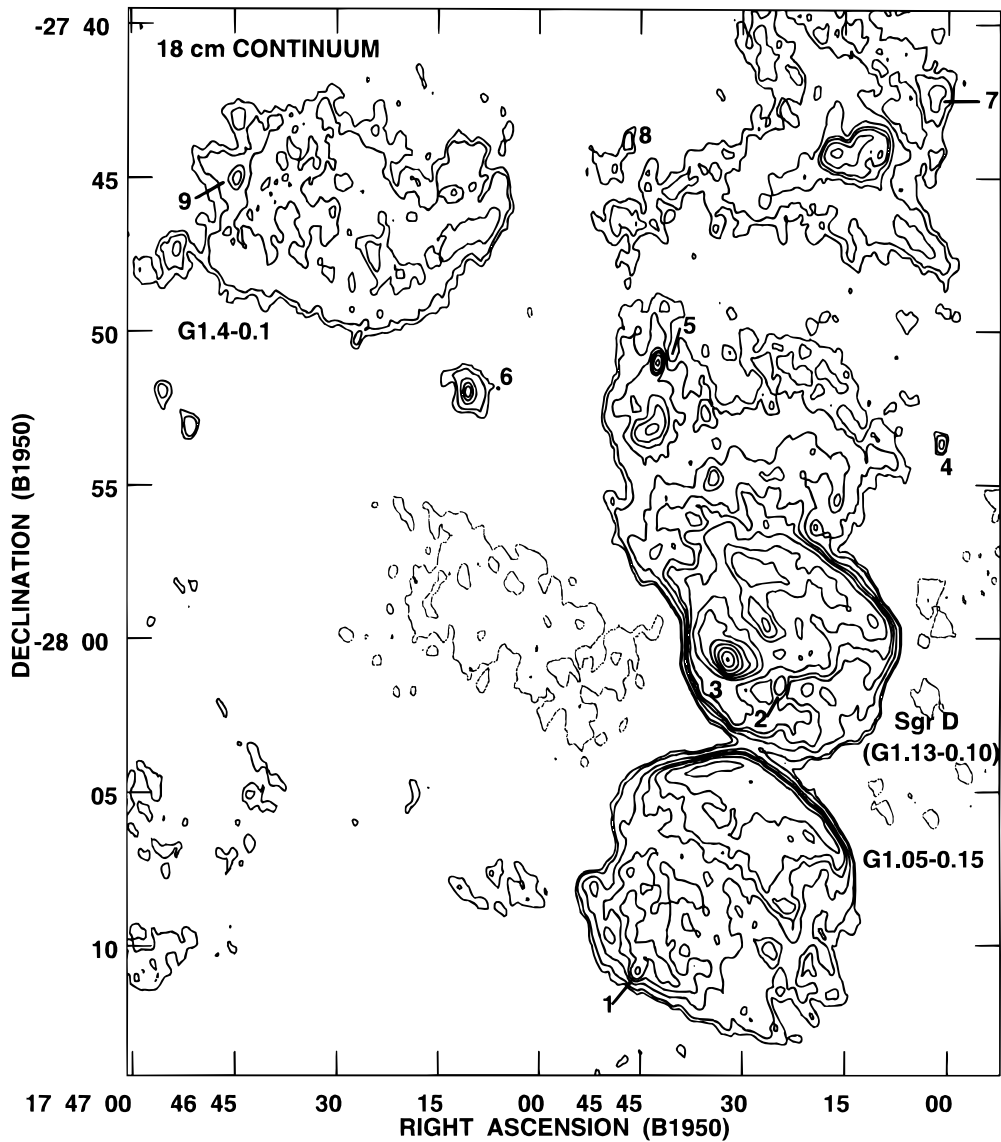 -27 40
18 cm CONTINUUM
7
8
45
9
G1.4-0.1
50
5
6
4
55
DECLINATION (B1950)
-28 00
3
2
Sgr D
(G1.13-0.10)
05
G1.05-0.15
10
1
17 47 00 46 45 30 15 00 45 45 30 15 00
RIGHT ASCENSION (B1950)